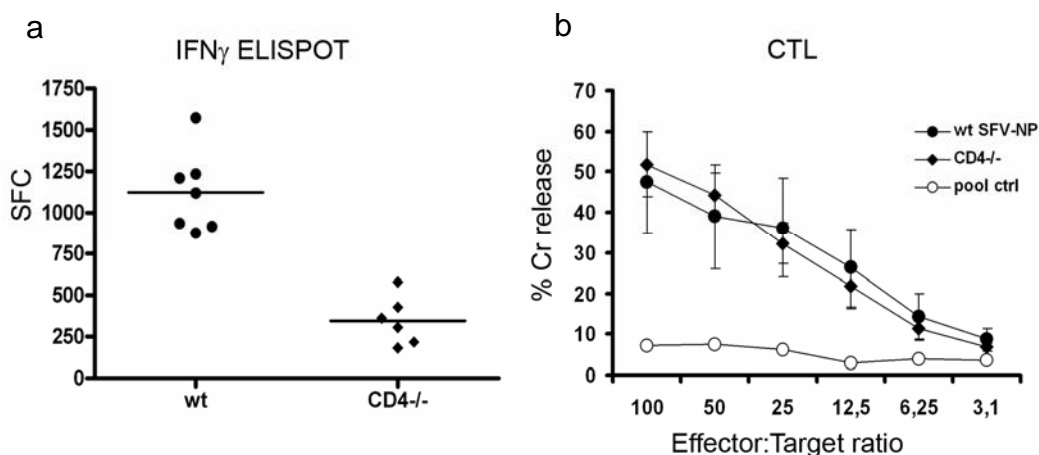 a
IFNγ ELISPOT
1750
1500
1250
1000
750
500
250
0
SFC
wt
CD4-/-
b
CTL
70
60
50
40
30
20
10
0
% Cr release
wt SFV-NP
CD4-/-
pool ctrl
100 50 25 12,5 6,25 3,1
Effector:Target ratio